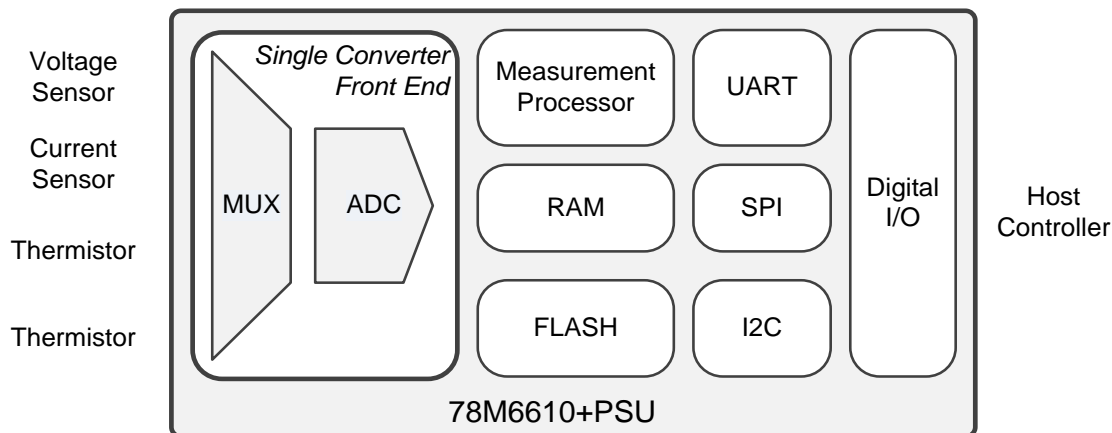 Voltage
Sensor
Current
Sensor
Thermistor
Thermistor
Single Converter
Front End
MUX
ADC
Measurement
Processor
UART
RAM
SPI
FLASH
I2C
Digital
I/O
Host
Controller
78M6610+PSU